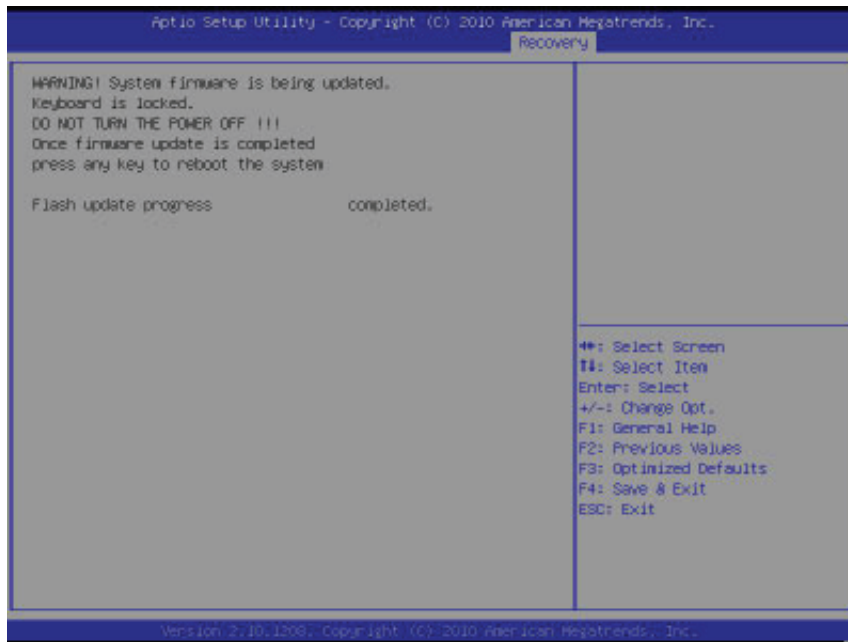 Aptio Setup Utility - Copyright (C) 2010 American Megatrends, Inc.
Recovery
WARNING! System firmware is being updated.
Keyboard is locked.
DO NOT TURN THE POWER OFF !!!
Once firmware update is completed
press any key to reboot the system
Flash update progress completed.
→←: Select Screen
↑↓: Select Item
Enter: Select
+/-: Change Opt.
F1: General Help
F2: Previous Values
F3: Optimized Defaults
F4: Save & Exit
ESC: Exit
Version 2.10.1208. Copyright (C) 2010 American Megatrends, Inc.